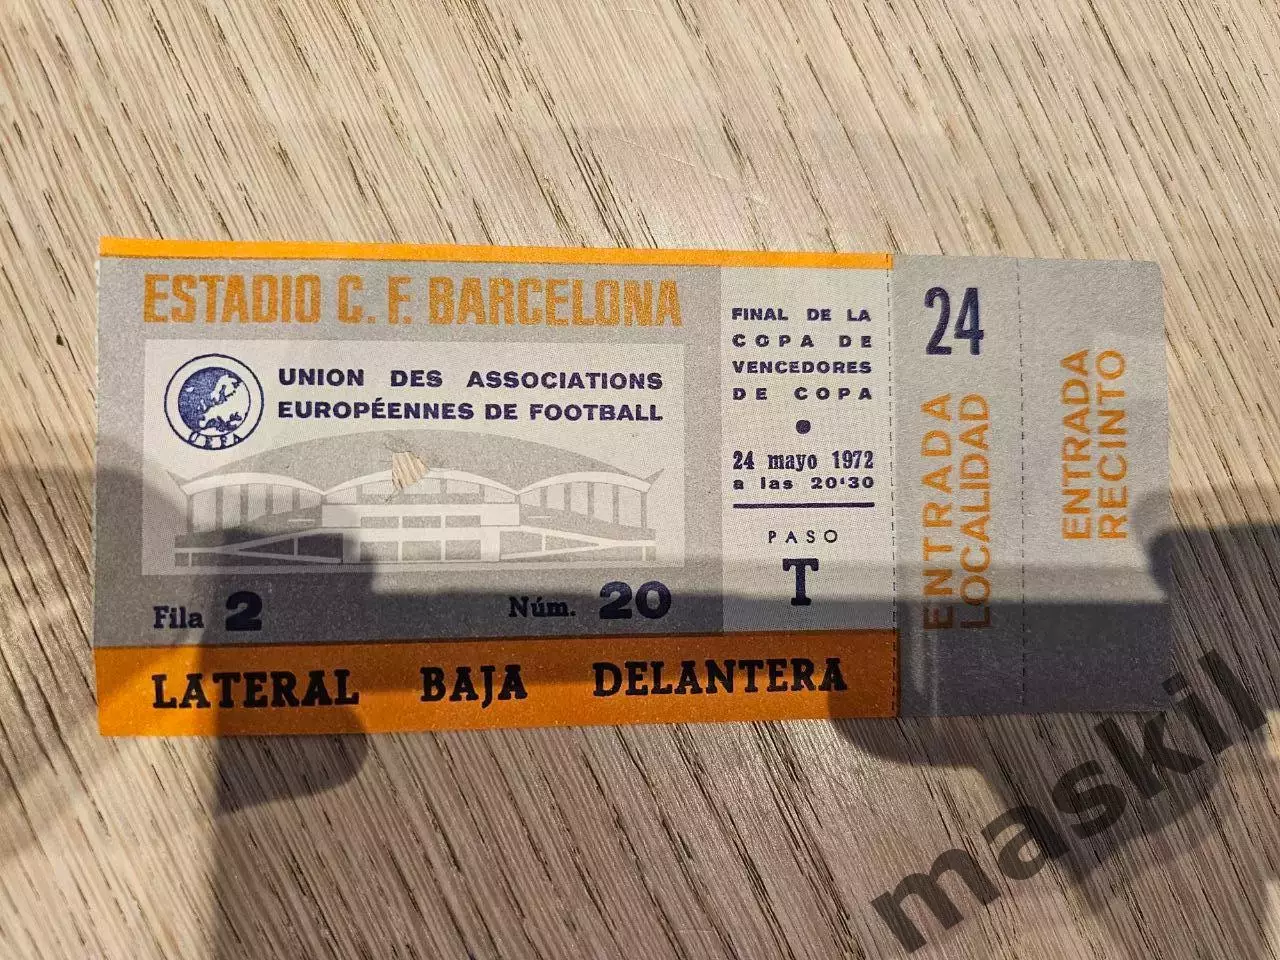 ESTADIO C. F. BARCELONA
UEFA
UNION DES ASSOCIATIONS
EUROPÉENNES DE FOOTBALL
Fila 2
Núm. 20
LATERAL BAJA DELANTERA
FINAL DE LA
COPA DE
VENCEDORES
DE COPA
24 mayo 1972
a las 20'30
PASO
T
24
ENTRADA
LOCALIDAD
ENTRADA
RECINTO
maskil